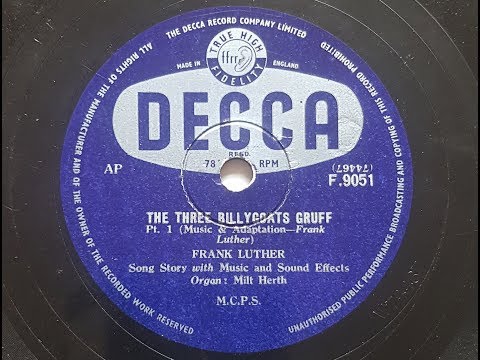 THE DECCA RECORD COMPANY LIMITED
ALL RIGHTS OF THE MANUFACTURER AND OF THE OWNER OF THE RECORDED WORK RESERVED
UNAUTHORISED PUBLIC PERFORMANCE BROADCASTING AND COPYING OF THIS RECORD PROHIBITED
TRUE HIGH
ffrr
FIDELITY
MADE IN ENGLAND
DECCA
REGD.
78 RPM
AP
(74467)
F.9051
THE THREE BILLYGOATS GRUFF
Pt. 1 (Music & Adaptation—Frank
Luther)
FRANK LUTHER
Song Story with Music and Sound Effects
Organ: Milt Herth
M.C.P.S.